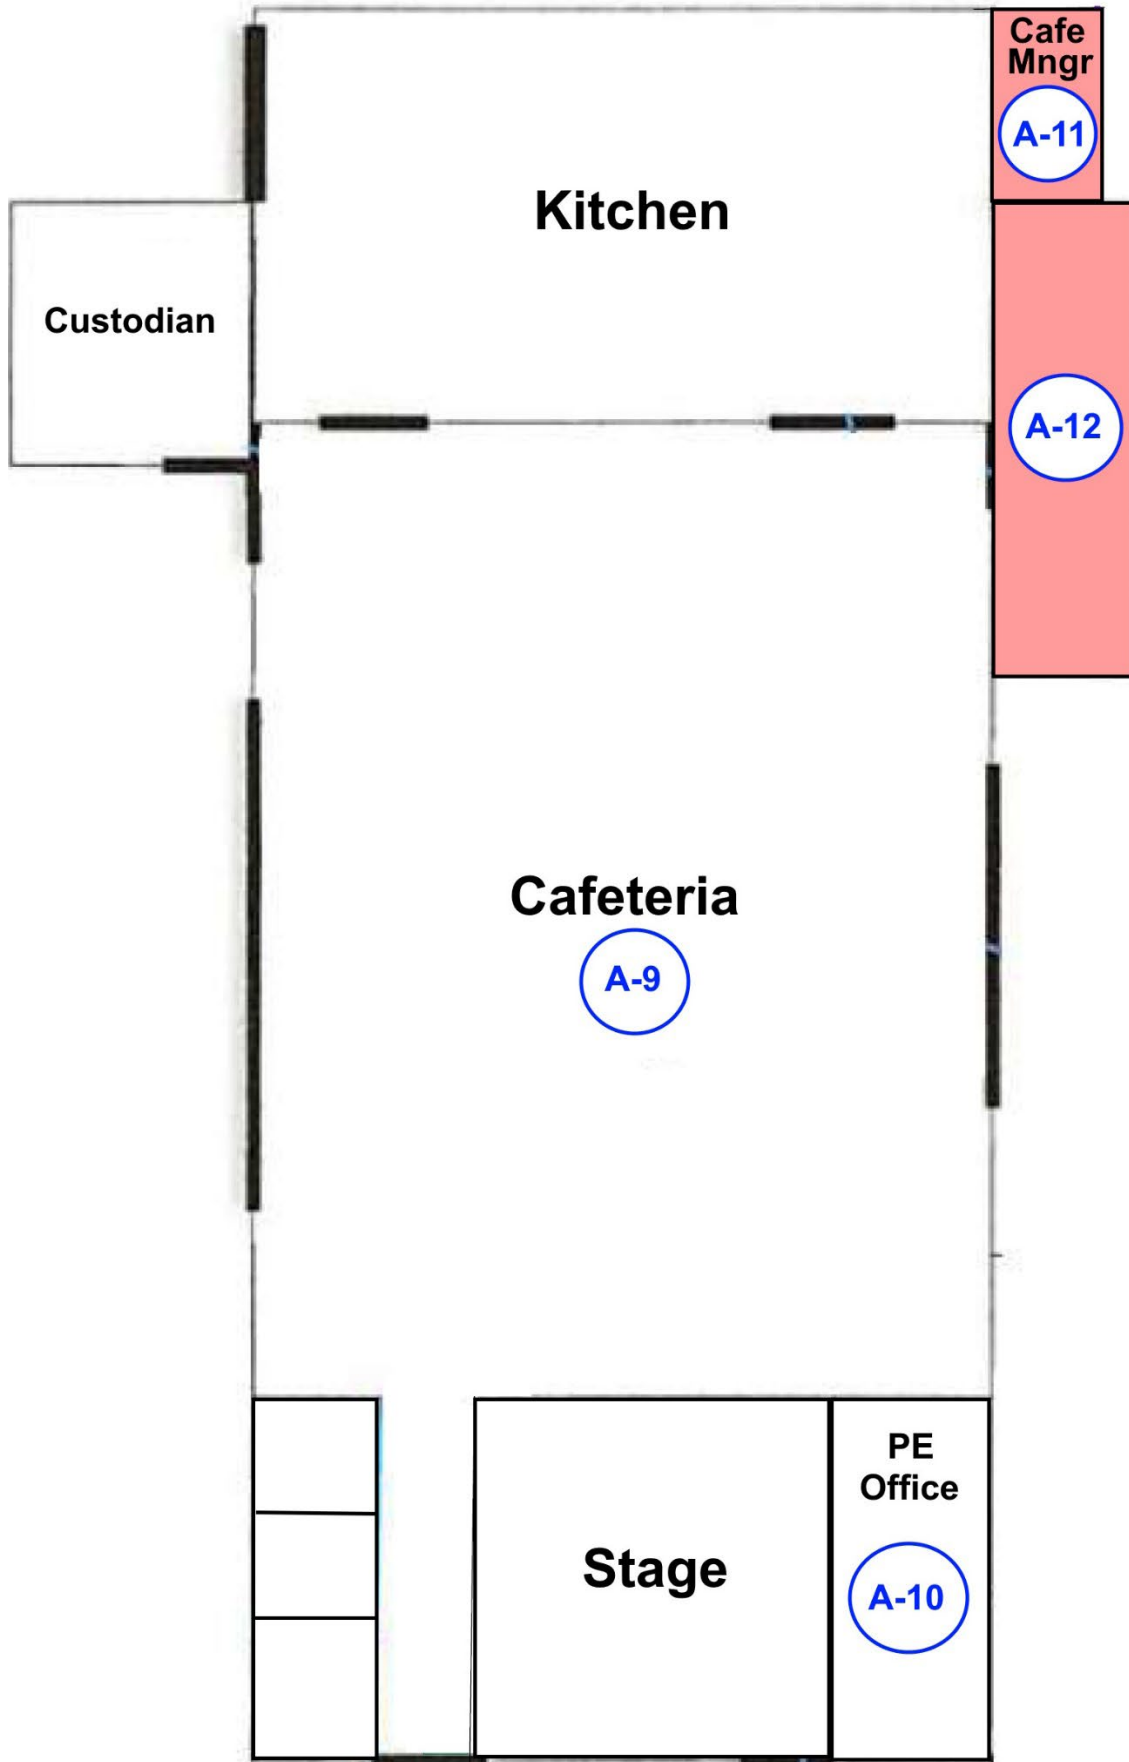 Cafe
Mngr
A-11
Kitchen
Custodian
A-12
Cafeteria
A-9
PE
Office
Stage
A-10